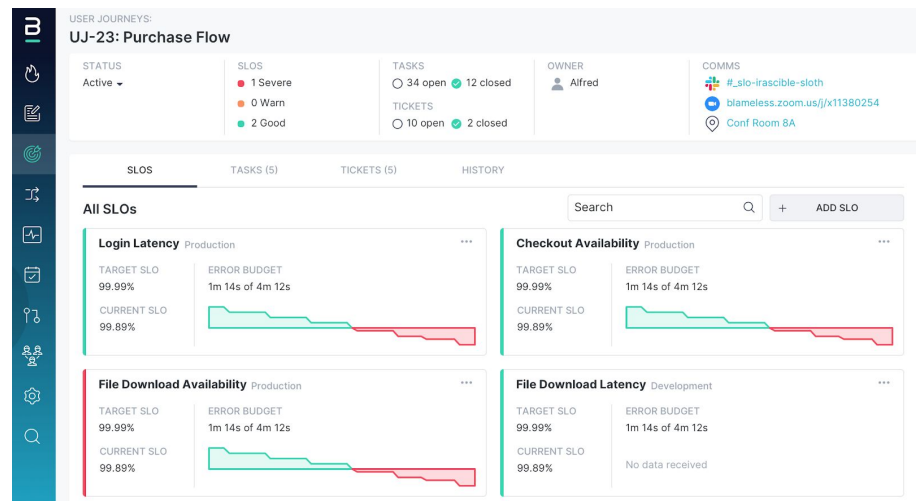 USER JOURNEYS:
UJ-23: Purchase Flow
STATUS
Active
SLOS
1 Severe
0 Warn
2 Good
TASKS
34 open 12 closed
TICKETS
10 open 2 closed
OWNER
Alfred
COMMS
#_slo-irascible-sloth
blameless.zoom.us/j/x11380254
Conf Room 8A
SLOS TASKS (5) TICKETS (5) HISTORY
All SLOs
Search
+ ADD SLO
Login Latency Production
TARGET SLO
99.99%
CURRENT SLO
99.89%
ERROR BUDGET
1m 14s of 4m 12s
Checkout Availability Production
TARGET SLO
99.99%
CURRENT SLO
99.89%
ERROR BUDGET
1m 14s of 4m 12s
File Download Availability Production
TARGET SLO
99.99%
CURRENT SLO
99.89%
ERROR BUDGET
1m 14s of 4m 12s
File Download Latency Development
TARGET SLO
99.99%
CURRENT SLO
99.89%
ERROR BUDGET
1m 14s of 4m 12s
No data received